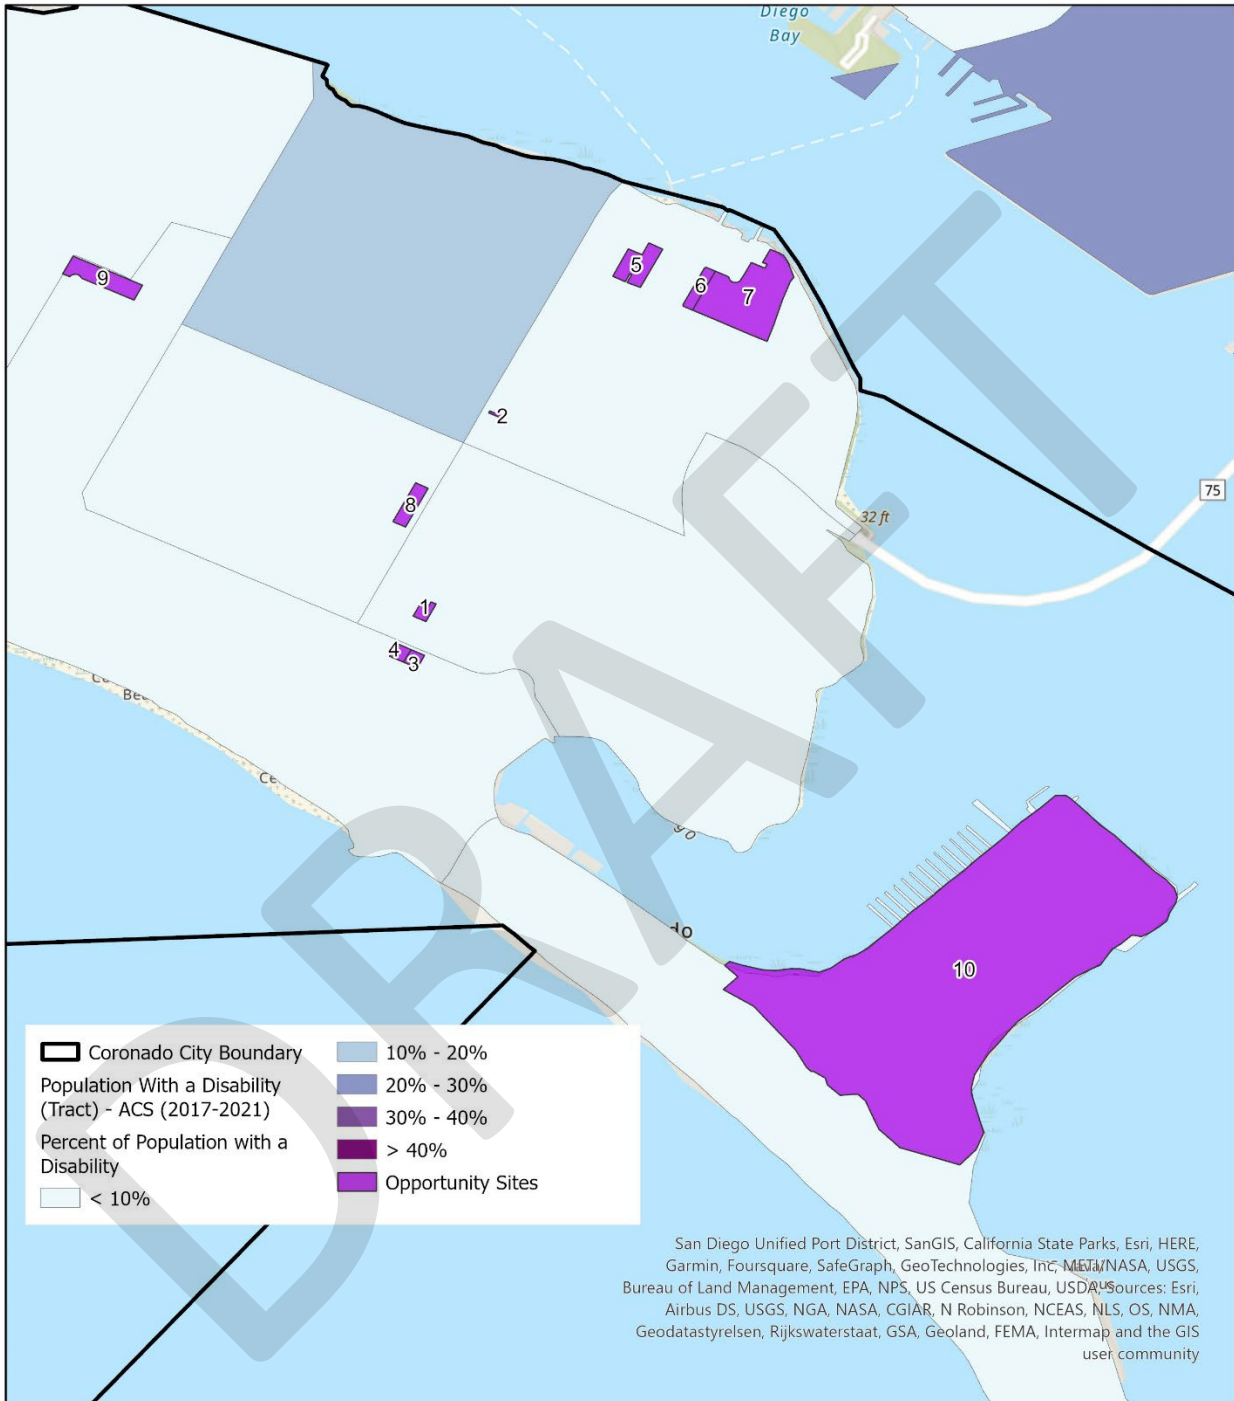 Diego
Bay
9
5
6
7
2
8
75
32 ft
1
4
3
10
Coronado City Boundary
Population With a Disability
(Tract) - ACS (2017-2021)
Percent of Population with a
Disability
< 10%
10% - 20%
20% - 30%
30% - 40%
> 40%
Opportunity Sites
San Diego Unified Port District, SanGIS, California State Parks, Esri, HERE,
Garmin, Foursquare, SafeGraph, GeoTechnologies, Inc, METI/NASA, USGS,
Bureau of Land Management, EPA, NPS, US Census Bureau, USDA, Sources: Esri,
Airbus DS, USGS, NGA, NASA, CGIAR, N Robinson, NCEAS, NLS, OS, NMA,
Geodatastyrelsen, Rijkswaterstaat, GSA, Geoland, FEMA, Intermap and the GIS
user community
DRAFT